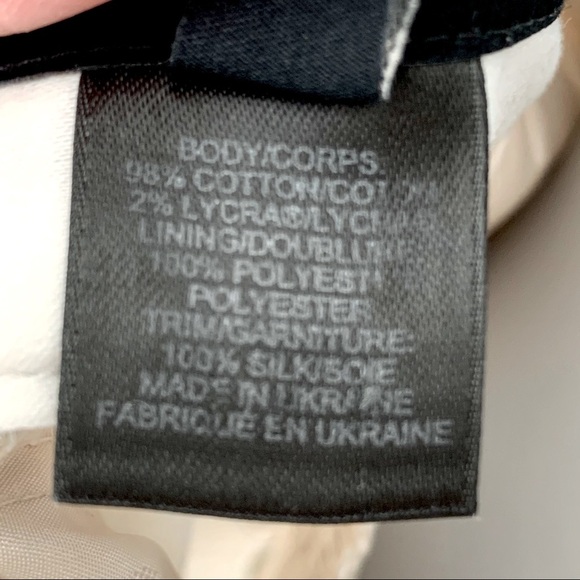 BODY/CORPS:
98% COTTON/COTON
2% LYCRA®/LYCRA®
LINING/DOUBLURE
100% POLYESTER
POLYESTER
TRIM/GARNITURE:
100% SILK/SOIE
MADE IN UKRAINE
FABRIQUE EN UKRAINE